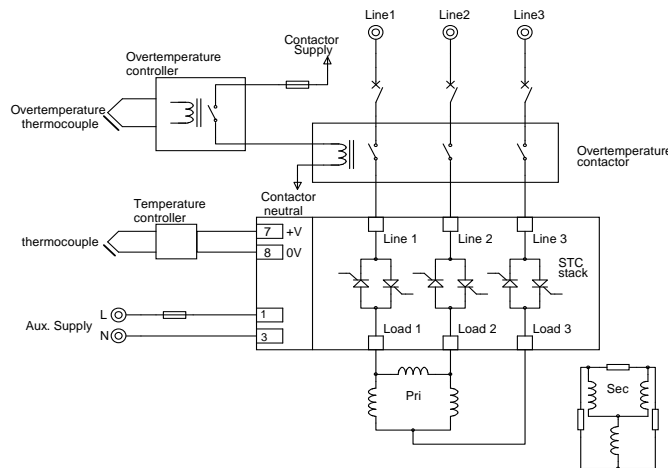 Line1
Line2
Line3
Contactor
Supply
Overtemperature
controller
Overtemperature
thermocouple
Overtemperature
contactor
Contactor
neutral
Temperature
controller
thermocouple
7
+V
8
0V
Line 1
Line 2
Line 3
STC
stack
L
1
Aux. Supply
N
3
Load 1
Load 2
Load 3
Pri
Sec